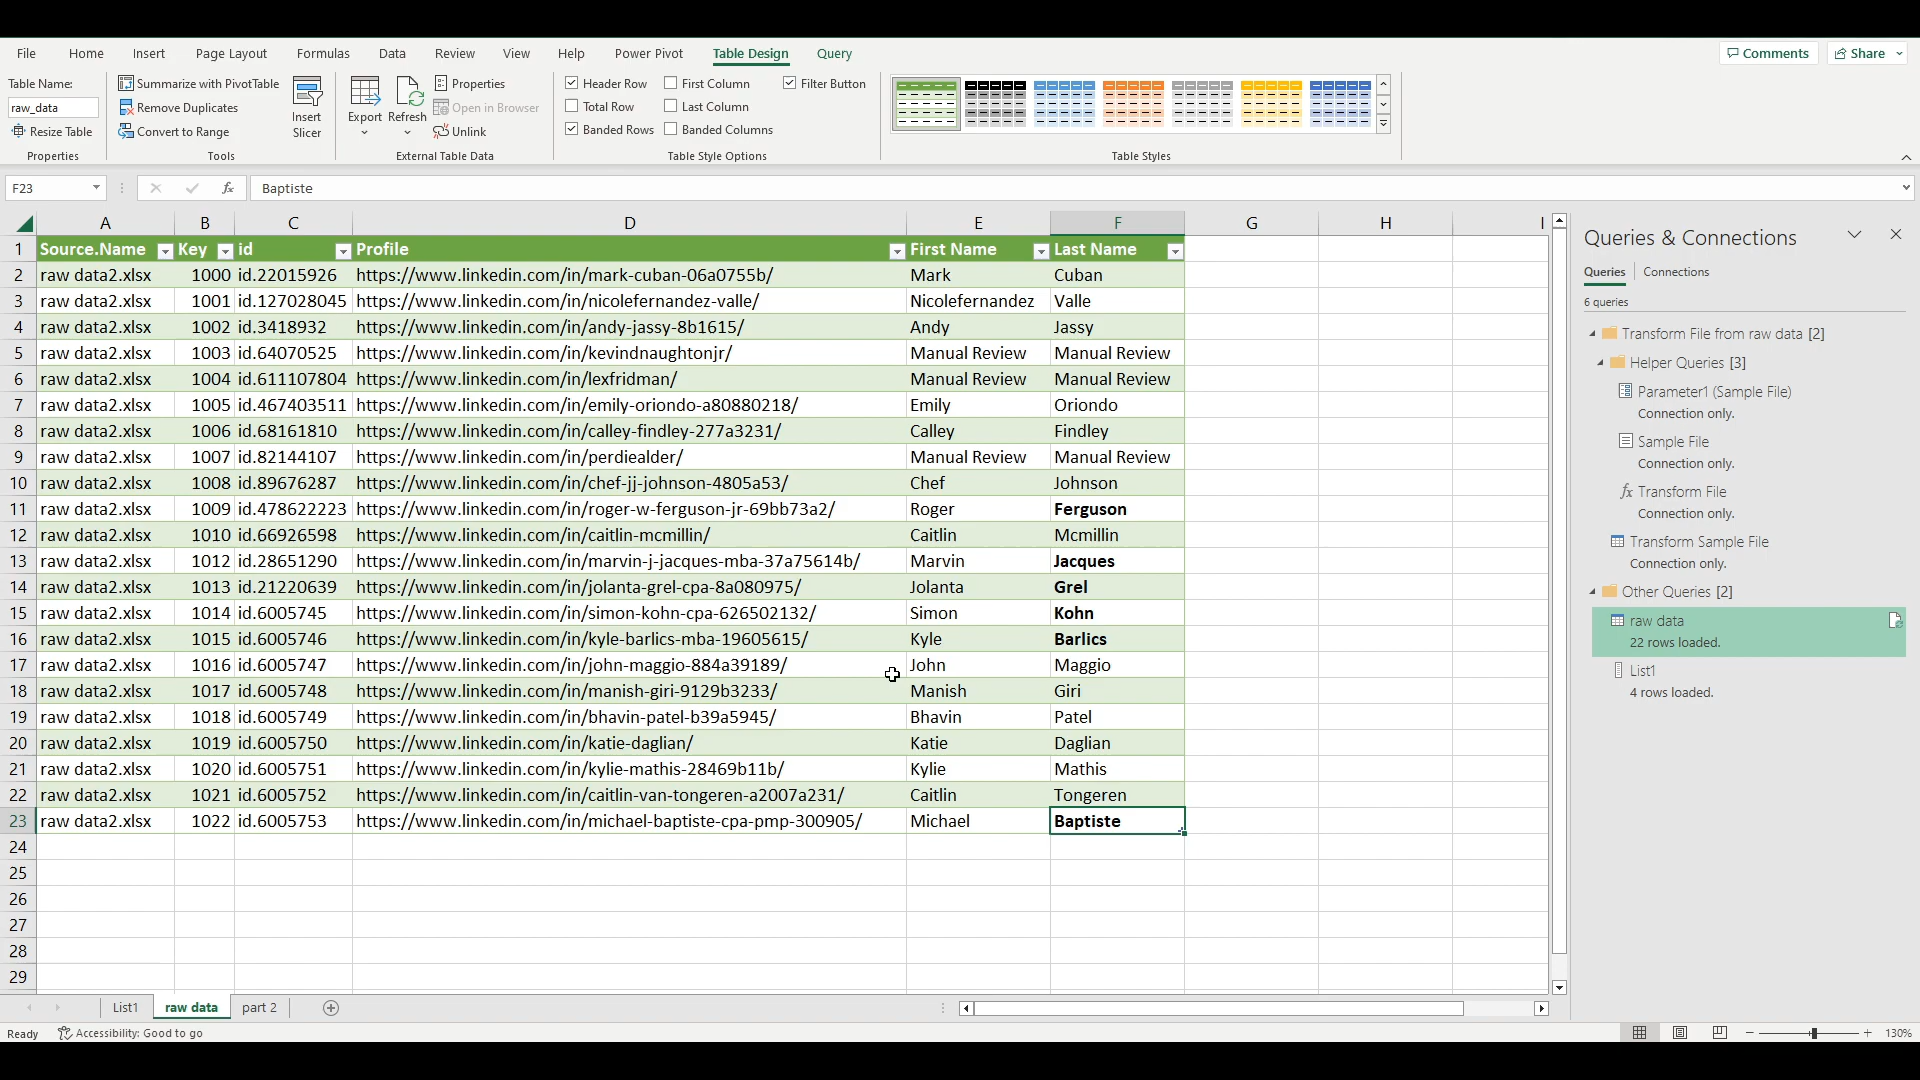 File Home Insert Page Layout Formulas Data Review View Help Power Pivot Table Design Query Comments Share
Table Name:
raw_data
Resize Table
Properties
Summarize with PivotTable
Remove Duplicates
Convert to Range
Tools
Insert
Slicer
Export
Refresh
Properties
Open in Browser
Unlink
External Table Data
Header Row First Column Filter Button
Total Row Last Column
Banded Rows Banded Columns
Table Style Options
Table Styles
F23 fx Baptiste
A B C D E F G H I
1 Source.Name Key id Profile First Name Last Name
2 raw data2.xlsx 1000 id.22015926 https://www.linkedin.com/in/mark-cuban-06a0755b/ Mark Cuban
3 raw data2.xlsx 1001 id.127028045 https://www.linkedin.com/in/nicolefernandez-valle/ Nicolefernandez Valle
4 raw data2.xlsx 1002 id.3418932 https://www.linkedin.com/in/andy-jassy-8b1615/ Andy Jassy
5 raw data2.xlsx 1003 id.64070525 https://www.linkedin.com/in/kevindnaughtonjr/ Manual Review Manual Review
6 raw data2.xlsx 1004 id.611107804 https://www.linkedin.com/in/lexfridman/ Manual Review Manual Review
7 raw data2.xlsx 1005 id.467403511 https://www.linkedin.com/in/emily-oriondo-a80880218/ Emily Oriondo
8 raw data2.xlsx 1006 id.68161810 https://www.linkedin.com/in/calley-findley-277a3231/ Calley Findley
9 raw data2.xlsx 1007 id.82144107 https://www.linkedin.com/in/perdiealder/ Manual Review Manual Review
10 raw data2.xlsx 1008 id.89676287 https://www.linkedin.com/in/chef-jj-johnson-4805a53/ Chef Johnson
11 raw data2.xlsx 1009 id.478622223 https://www.linkedin.com/in/roger-w-ferguson-jr-69bb73a2/ Roger Ferguson
12 raw data2.xlsx 1010 id.66926598 https://www.linkedin.com/in/caitlin-mcmillin/ Caitlin Mcmillin
13 raw data2.xlsx 1012 id.28651290 https://www.linkedin.com/in/marvin-j-jacques-mba-37a75614b/ Marvin Jacques
14 raw data2.xlsx 1013 id.21220639 https://www.linkedin.com/in/jolanta-grel-cpa-8a080975/ Jolanta Grel
15 raw data2.xlsx 1014 id.6005745 https://www.linkedin.com/in/simon-kohn-cpa-626502132/ Simon Kohn
16 raw data2.xlsx 1015 id.6005746 https://www.linkedin.com/in/kyle-barlics-mba-19605615/ Kyle Barlics
17 raw data2.xlsx 1016 id.6005747 https://www.linkedin.com/in/john-maggio-884a39189/ John Maggio
18 raw data2.xlsx 1017 id.6005748 https://www.linkedin.com/in/manish-giri-9129b3233/ Manish Giri
19 raw data2.xlsx 1018 id.6005749 https://www.linkedin.com/in/bhavin-patel-b39a5945/ Bhavin Patel
20 raw data2.xlsx 1019 id.6005750 https://www.linkedin.com/in/katie-daglian/ Katie Daglian
21 raw data2.xlsx 1020 id.6005751 https://www.linkedin.com/in/kylie-mathis-28469b11b/ Kylie Mathis
22 raw data2.xlsx 1021 id.6005752 https://www.linkedin.com/in/caitlin-van-tongeren-a2007a231/ Caitlin Tongeren
23 raw data2.xlsx 1022 id.6005753 https://www.linkedin.com/in/michael-baptiste-cpa-pmp-300905/ Michael Baptiste
24
25
26
27
28
29
Queries & Connections
Queries Connections
6 queries
Transform File from raw data [2]
Helper Queries [3]
Parameter1 (Sample File)
Connection only.
Sample File
Connection only.
fx Transform File
Connection only.
Transform Sample File
Connection only.
Other Queries [2]
raw data
22 rows loaded.
List1
4 rows loaded.
List1 raw data part 2
Ready Accessibility: Good to go 130%